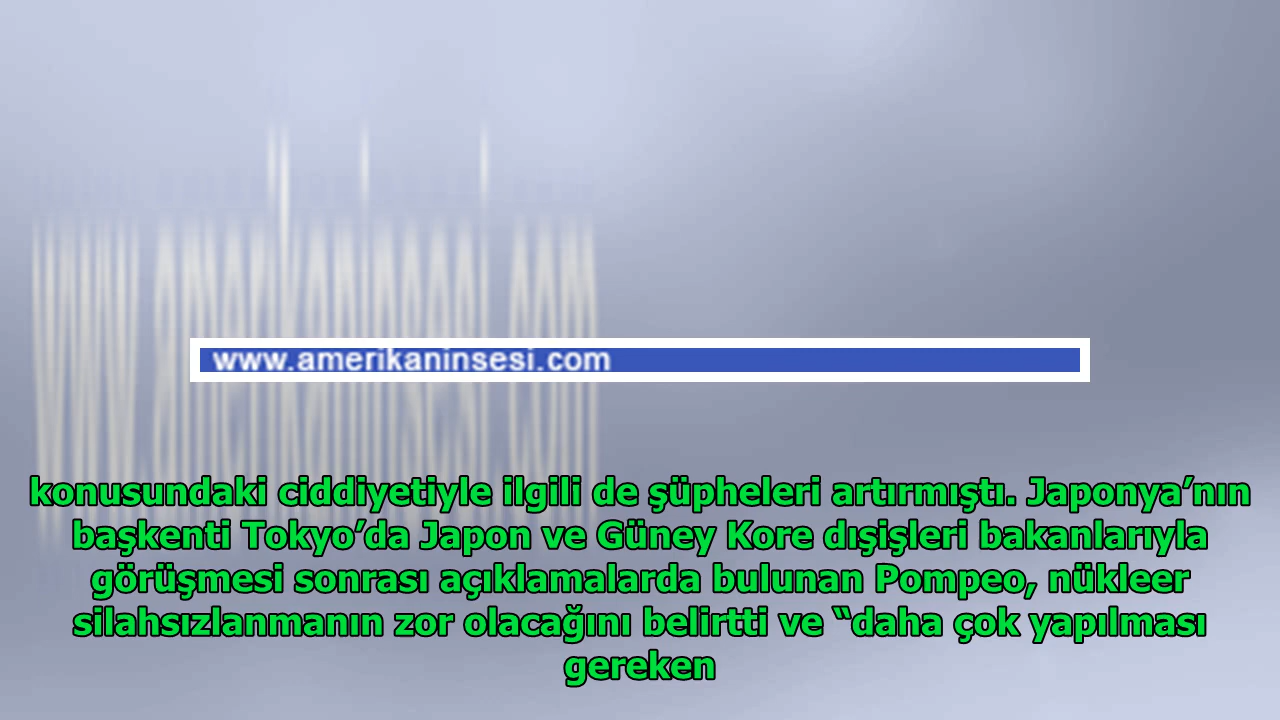 www.amerikaninsesi.com
konusundaki ciddiyetiyle ilgili de şüpheleri artırmıştı. Japonya’nın
başkenti Tokyo’da Japon ve Güney Kore dışişleri bakanlarıyla
görüşmesi sonrası açıklamalarda bulunan Pompeo, nükleer
silahsızlanmanın zor olacağını belirtti ve “daha çok yapılması
gereken